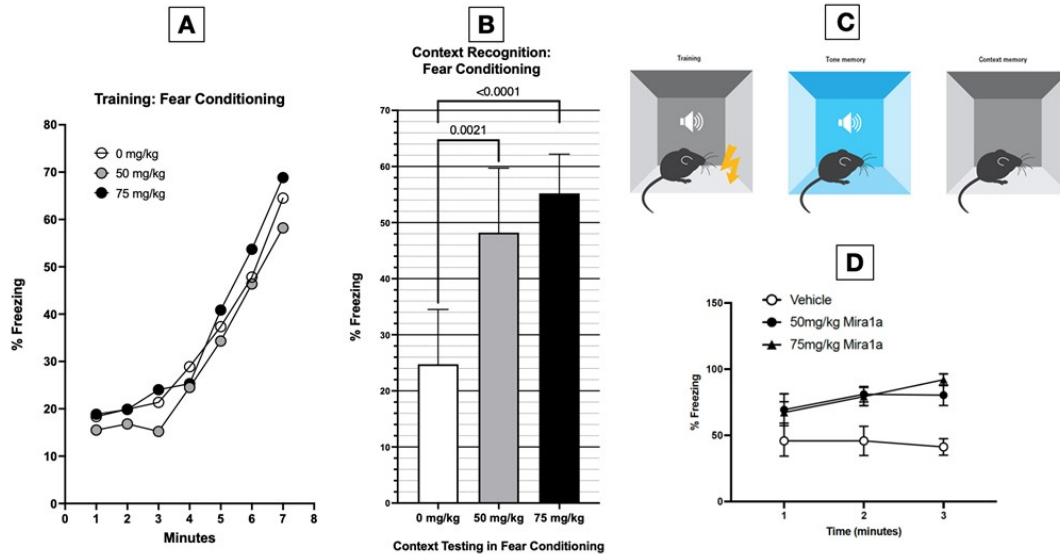 A
Training: Fear Conditioning
0 mg/kg
50 mg/kg
75 mg/kg
% Freezing
80
70
60
50
40
30
20
10
0
0 1 2 3 4 5 6 7 8
Minutes
B
Context Recognition:
Fear Conditioning
<0.0001
0.0021
% Freezing
70
60
50
40
30
20
10
0
0 mg/kg 50 mg/kg 75 mg/kg
Context Testing in Fear Conditioning
C
Training Tone memory Context memory
D
Vehicle
50mg/kg Mira1a
75mg/kg Mira1a
% Freezing
150
100
50
0
1 2 3
Time (minutes)